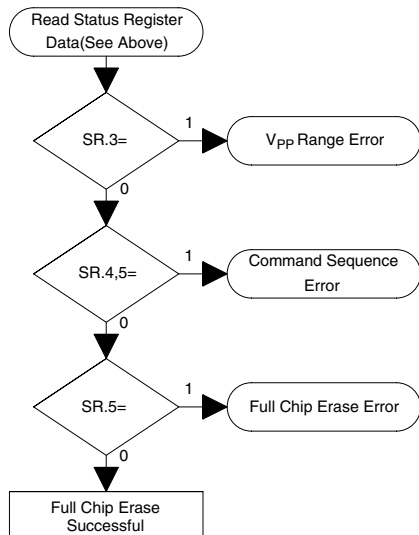 Read Status Register
Data(See Above)
SR.3=
1
VPP Range Error
0
SR.4,5=
1
Command Sequence
Error
0
SR.5=
1
Full Chip Erase Error
0
Full Chip Erase
Successful